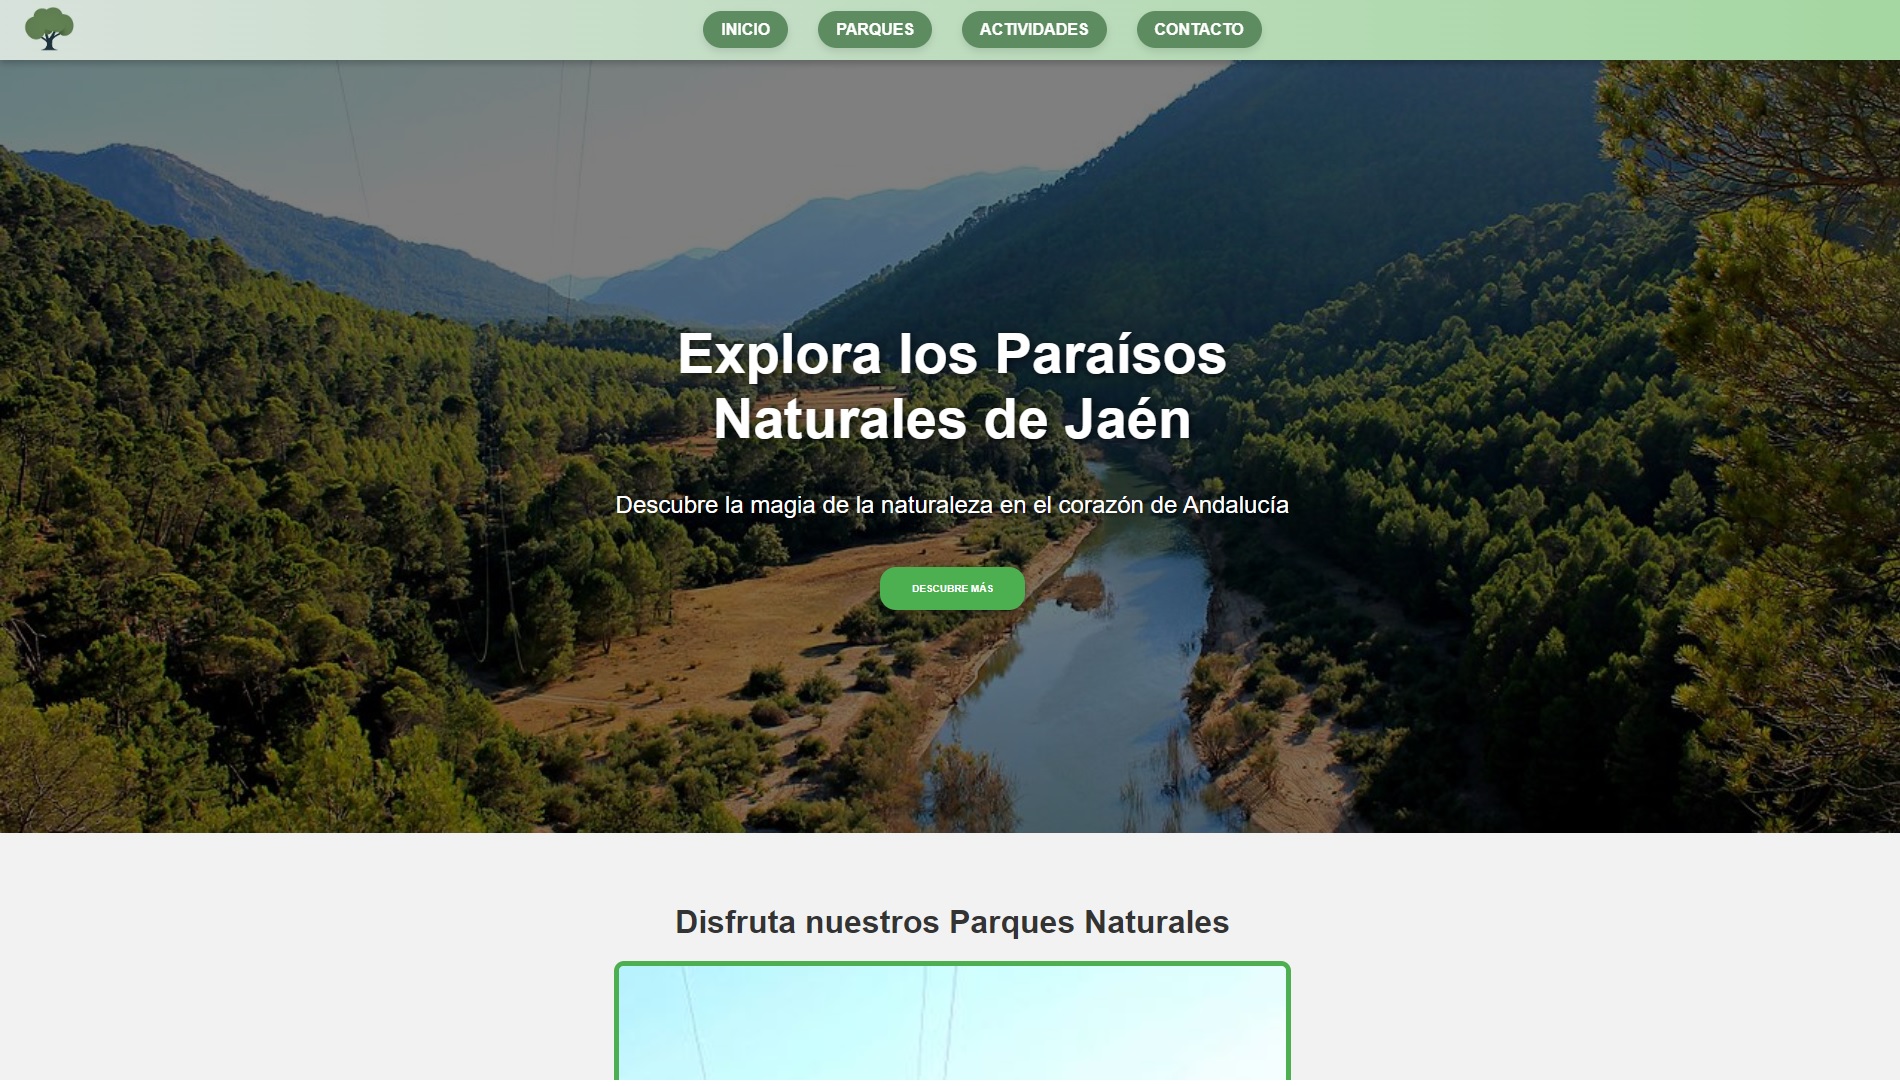 INICIO
PARQUES
ACTIVIDADES
CONTACTO
Explora los Paraísos
Naturales de Jaén
Descubre la magia de la naturaleza en el corazón de Andalucía
DESCUBRE MÁS
Disfruta nuestros Parques Naturales